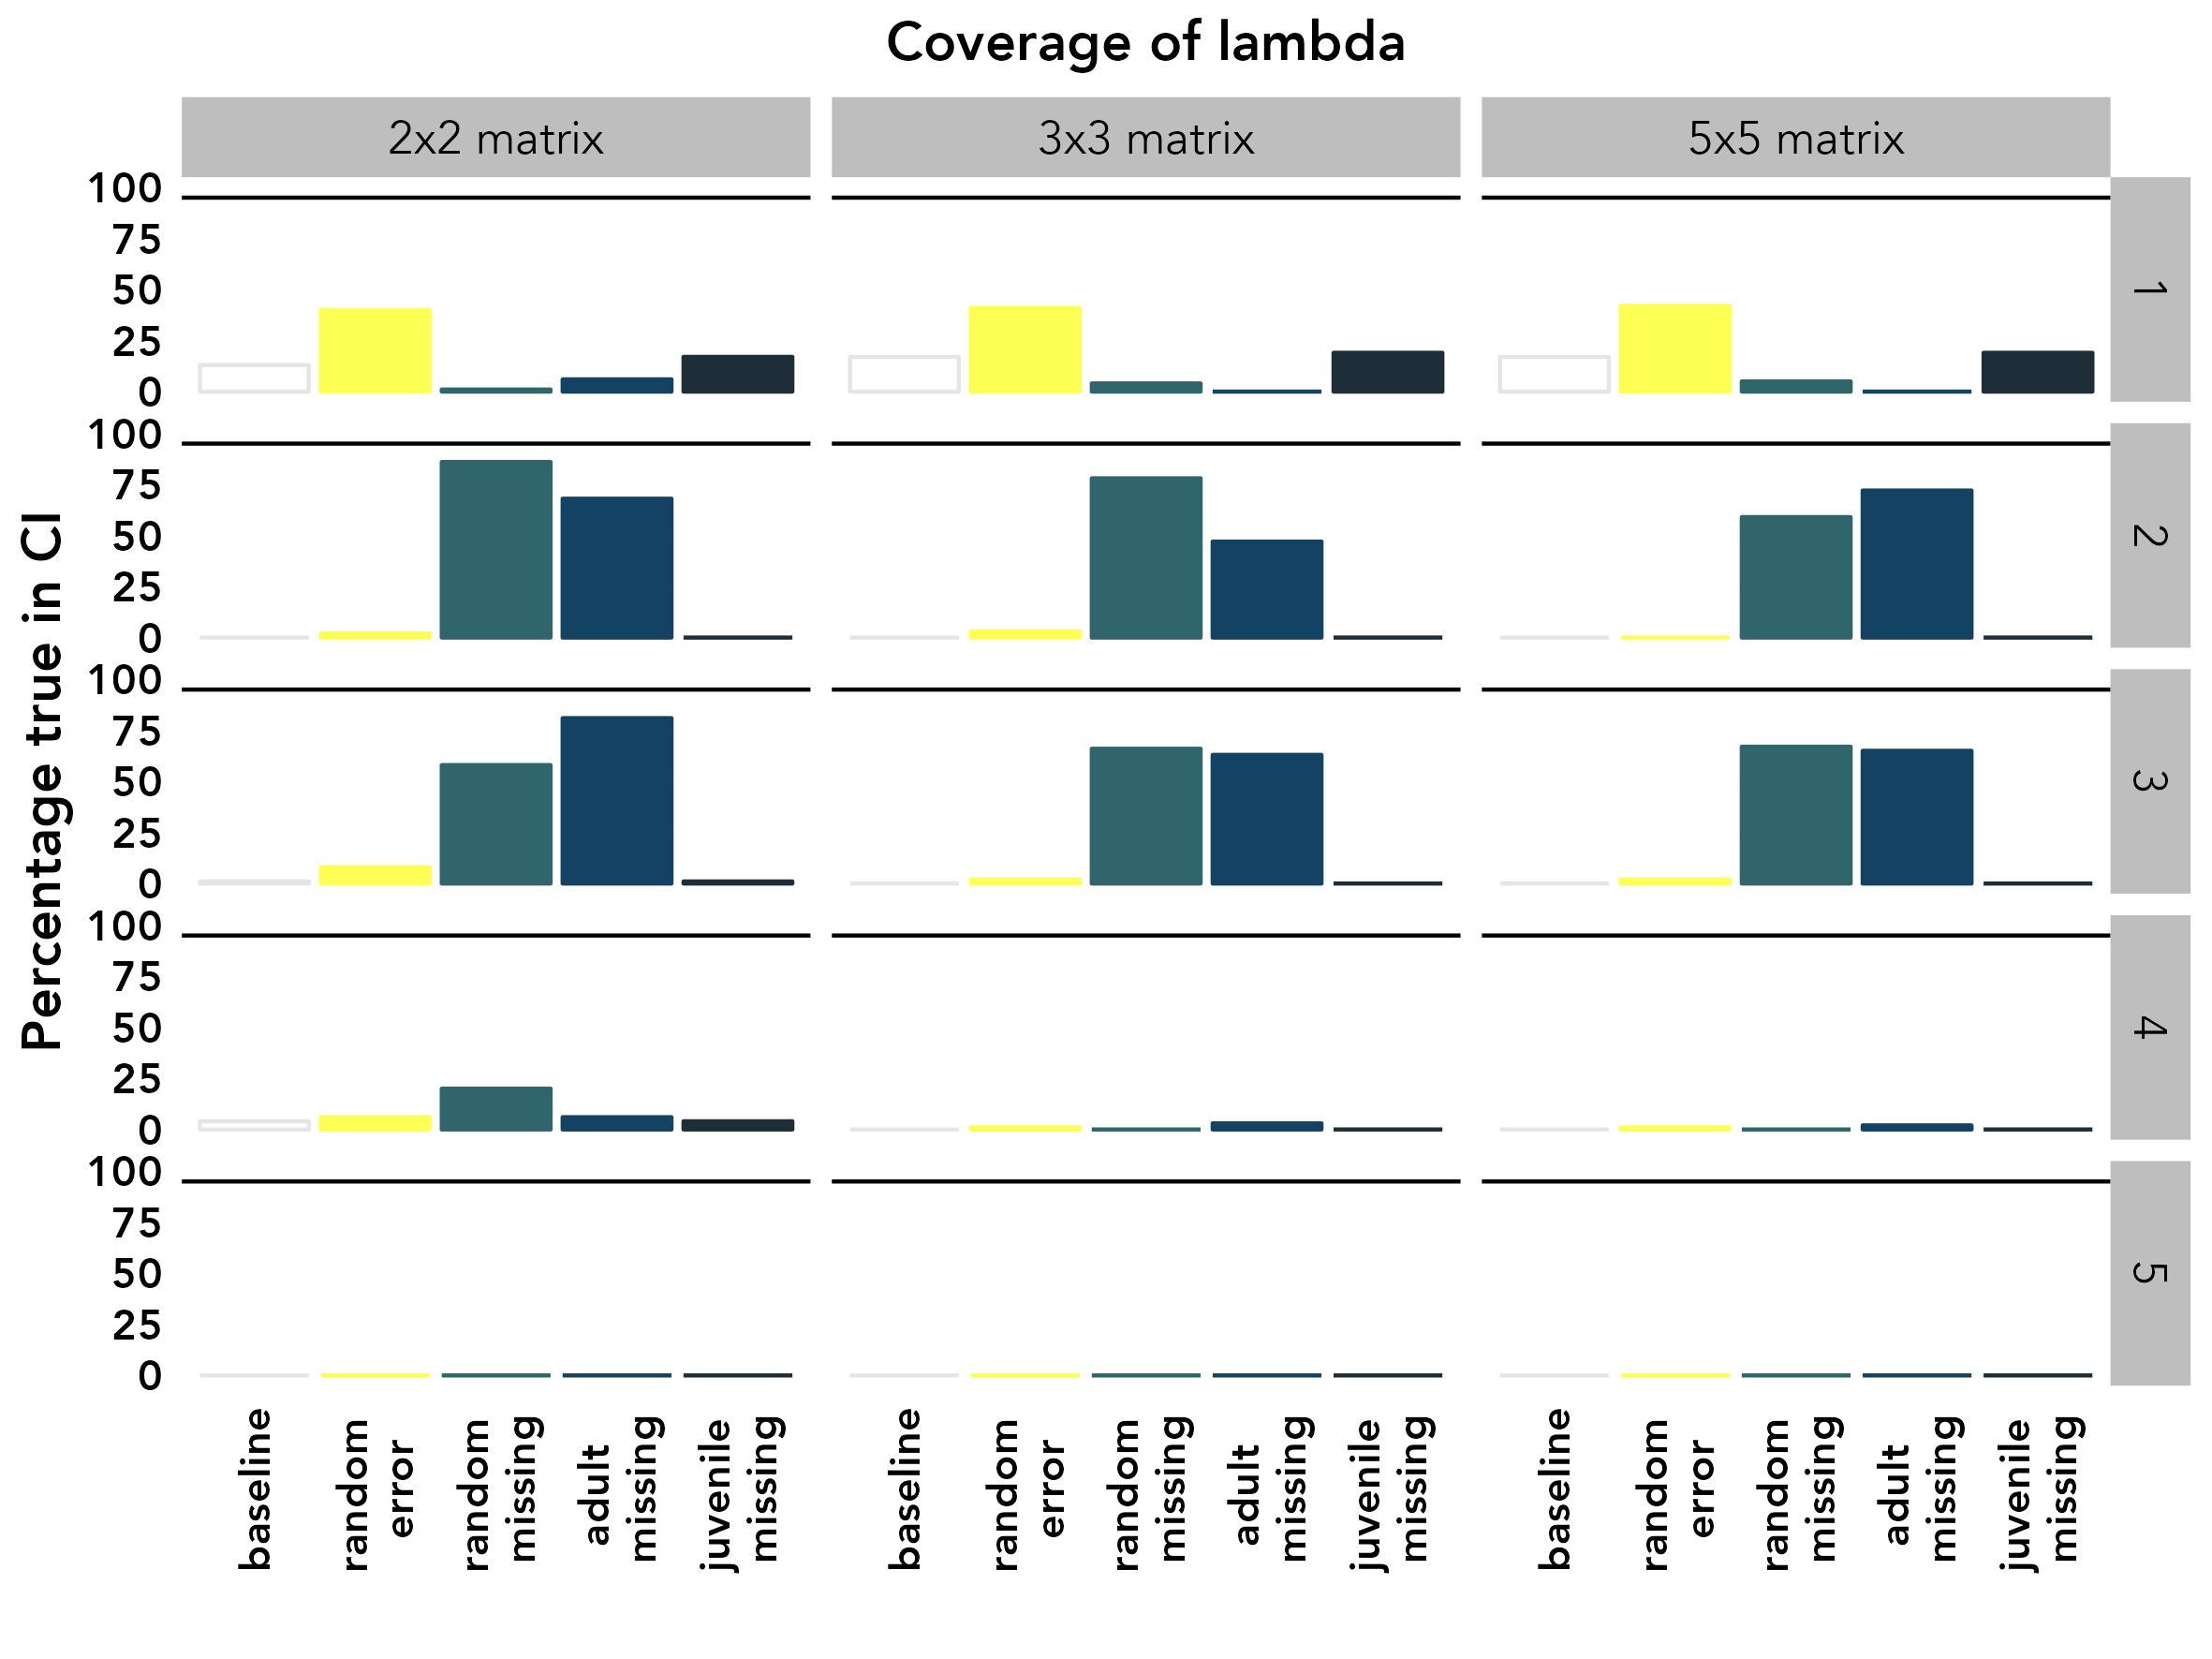 Coverage of lambda
2x2 matrix
3x3 matrix
5x5 matrix
Percentage true in CI
100
75
50
25
0
1
100
75
50
25
0
2
100
75
50
25
0
3
100
75
50
25
0
4
100
75
50
25
0
5
baseline
random
error
random
missing
adult
missing
juvenile
missing
baseline
random
error
random
missing
adult
missing
juvenile
missing
baseline
random
error
random
missing
adult
missing
juvenile
missing